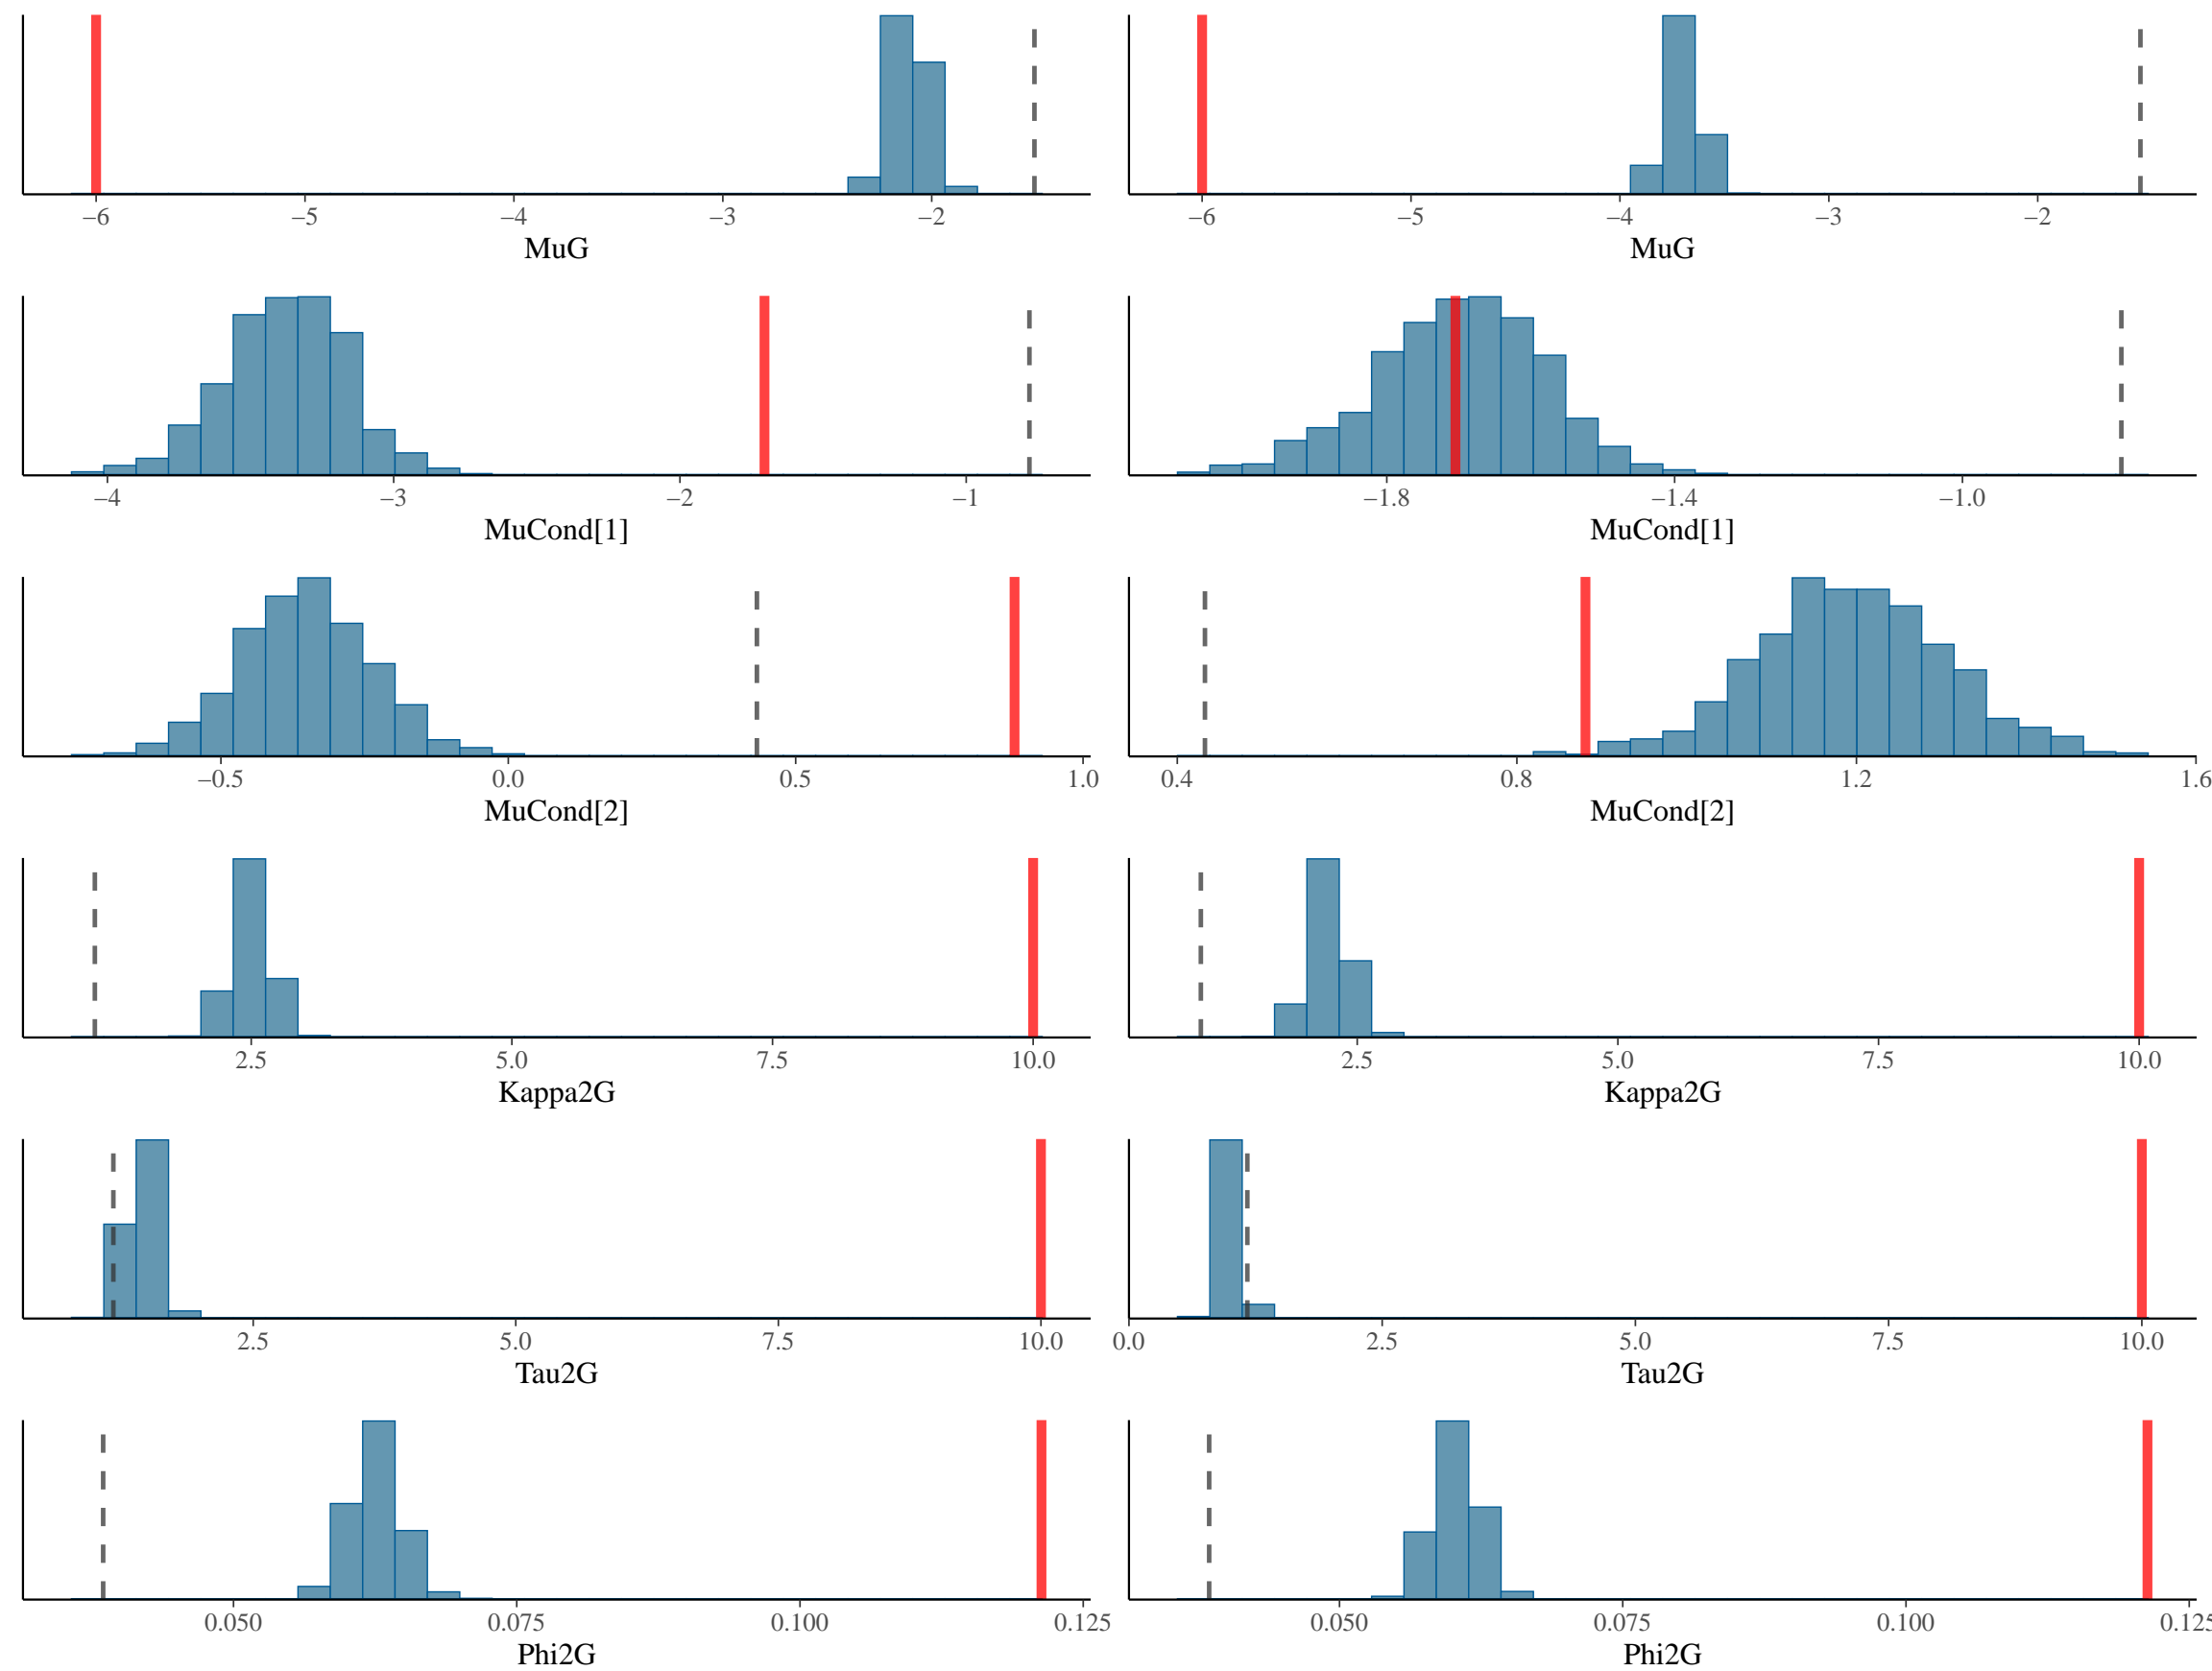 −6 −5 −4 −3 −2 −6 −5 −4 −3 −2
MuG MuG
−4 −3 −2 −1 −1.8 −1.4 −1.0
MuCond[1] MuCond[1]
−0.5 0.0 0.5 1.0 0.4 0.8 1.2 1.6
MuCond[2] MuCond[2]
2.5 5.0 7.5 10.0 2.5 5.0 7.5 10.0
Kappa2G Kappa2G
2.5 5.0 7.5 10.0 0.0 2.5 5.0 7.5 10.0
Tau2G Tau2G
0.050 0.075 0.100 0.125 0.050 0.075 0.100 0.125
Phi2G Phi2G